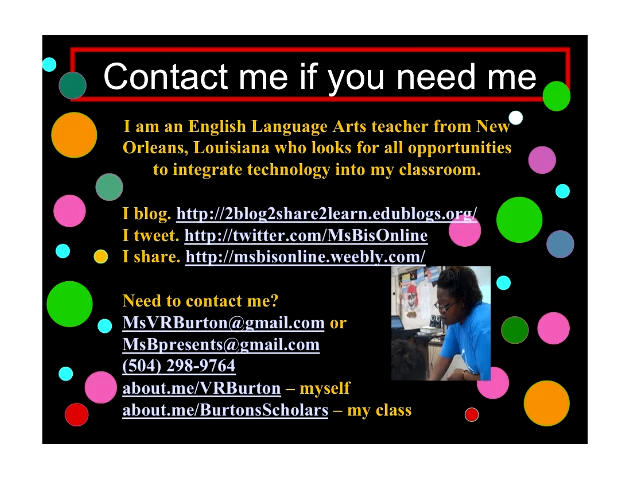 Contact me if you need me
I am an English Language Arts teacher from New
Orleans, Louisiana who looks for all opportunities
to integrate technology into my classroom.
I blog. http://2blog2share2learn.edublogs.org/
I tweet. http://twitter.com/MsBisOnline
I share. http://msbisonline.weebly.com/
Need to contact me?
MsVRBurton@gmail.com or
MsBpresents@gmail.com
(504) 298-9764
about.me/VRBurton – myself
about.me/BurtonsScholars – my class